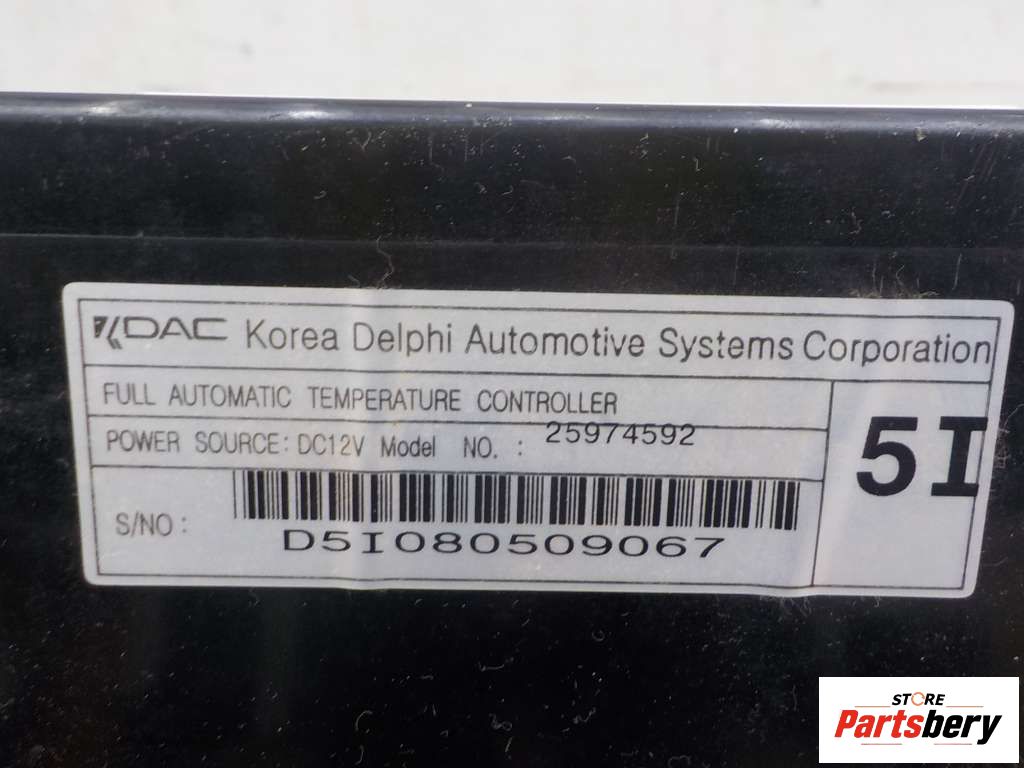 KDAC Korea Delphi Automotive Systems Corporation
FULL AUTOMATIC TEMPERATURE CONTROLLER
POWER SOURCE: DC12V Model NO. : 25974592
5I
S/NO :
D5I080509067
STORE
Partsbery